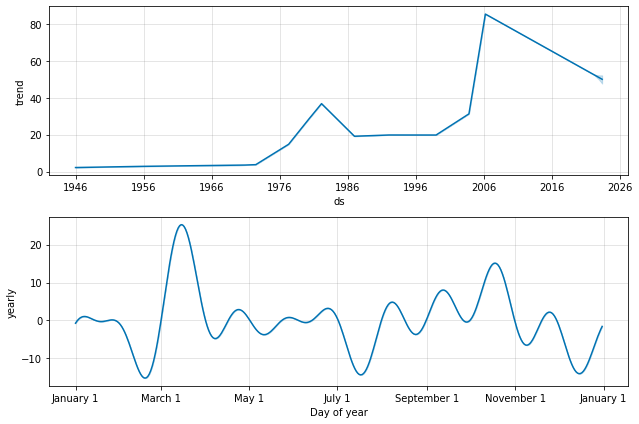 80
60
40
20
0
trend
1946 1956 1966 1976 1986 1996 2006 2016 2026
ds
20
10
0
−10
yearly
January 1 March 1 May 1 July 1 September 1 November 1 January 1
Day of year